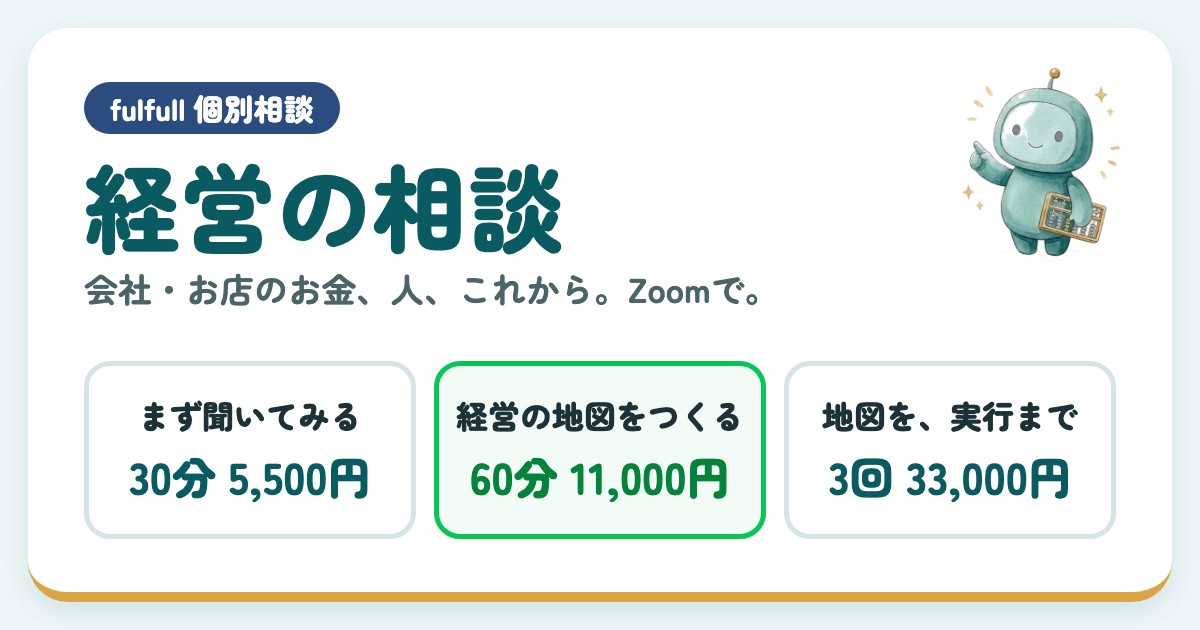 fulfull 個別相談
経営の相談
会社・お店のお金、人、これから。Zoomで。
まず聞いてみる
30分 5,500円
経営の地図をつくる
60分 11,000円
地図を、実行まで
3回 33,000円